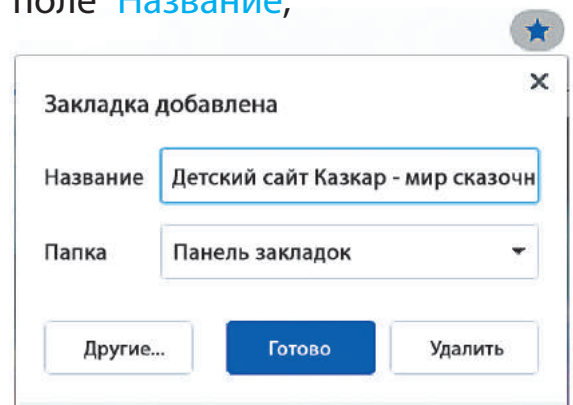 поле Название,
Закладка добавлена
Название Детский сайт Казкар - мир сказочн
Папка Панель закладок
Другие... Готово Удалить